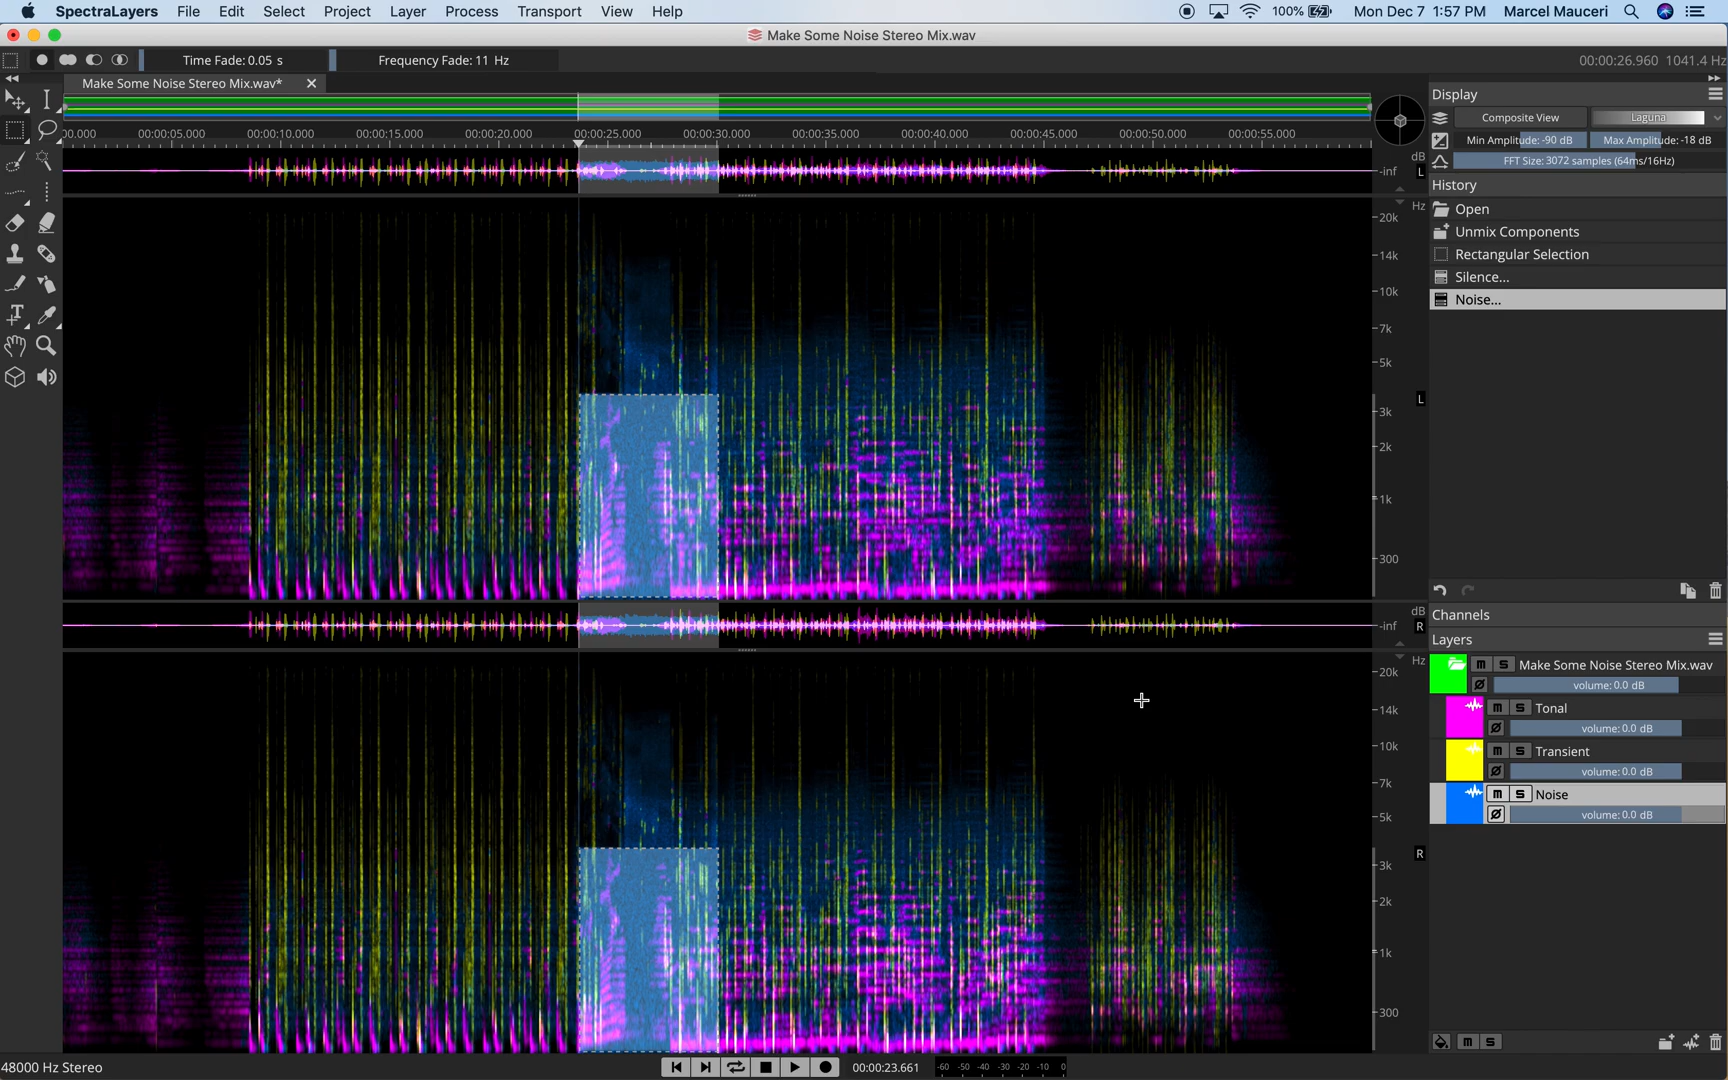 SpectraLayers File Edit Select Project Layer Process Transport View Help 100% Mon Dec 7 1:57 PM Marcel Mauceri
Make Some Noise Stereo Mix.wav
Time Fade: 0.05 s Frequency Fade: 11 Hz 00:00:26.960 1041.4 Hz
Make Some Noise Stereo Mix.wav*
00.000 00:00:05.000 00:00:10.000 00:00:15.000 00:00:20.000 00:00:25.000 00:00:30.000 00:00:35.000 00:00:40.000 00:00:45.000 00:00:50.000 00:00:55.000
dB
-inf L
Hz
20k
14k
10k
7k
5k
L
3k
2k
1k
300
dB
-inf R
Hz
20k
14k
10k
7k
5k
R
3k
2k
1k
300
Display
Composite View Laguna
Min Amplitude: -90 dB Max Amplitude: -18 dB
FFT Size: 3072 samples (64ms/16Hz)
History
Open
Unmix Components
Rectangular Selection
Silence...
Noise...
Channels
Layers
M S Make Some Noise Stereo Mix.wav
Ø volume: 0.0 dB
M S Tonal
Ø volume: 0.0 dB
M S Transient
Ø volume: 0.0 dB
M S Noise
Ø volume: 0.0 dB
M S
48000 Hz Stereo 00:00:23.661 -60 -50 -40 -30 -20 -10 0